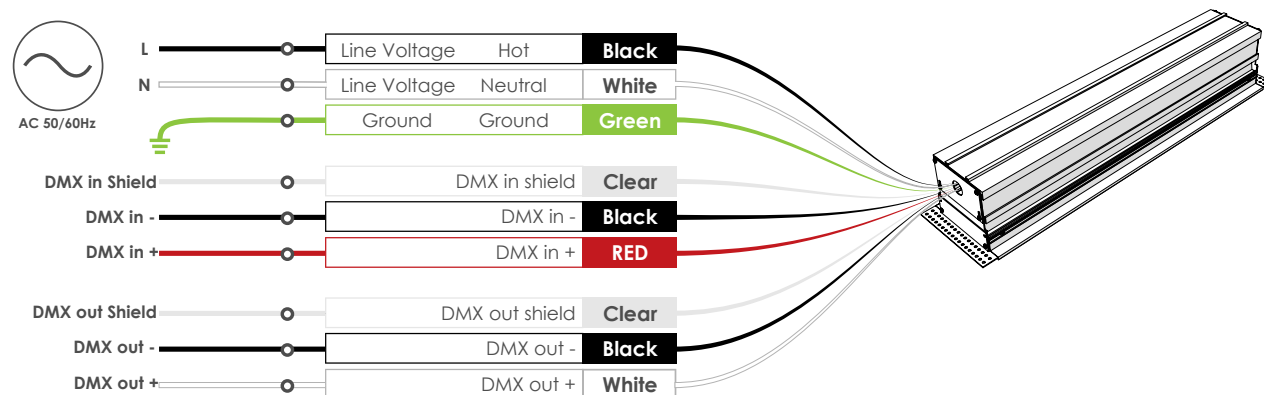 L Line Voltage Hot Black
N Line Voltage Neutral White
AC 50/60Hz
Ground Ground Green
DMX in Shield DMX in shield Clear
DMX in - DMX in - Black
DMX in + DMX in + RED
DMX out Shield DMX out shield Clear
DMX out - DMX out - Black
DMX out + DMX out + White